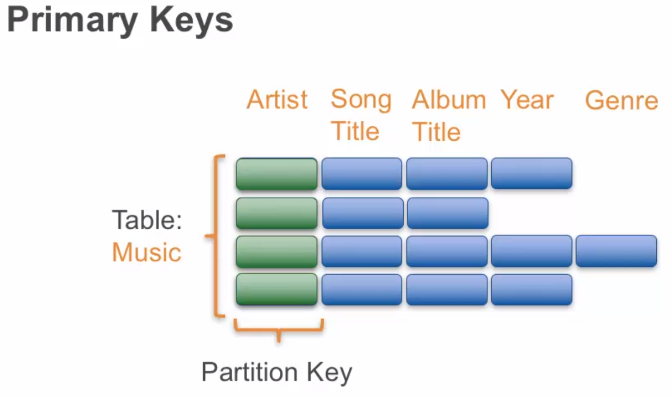 Primary Keys
Artist
Song
Title
Album
Title
Year
Genre
Table:
Music
Partition Key